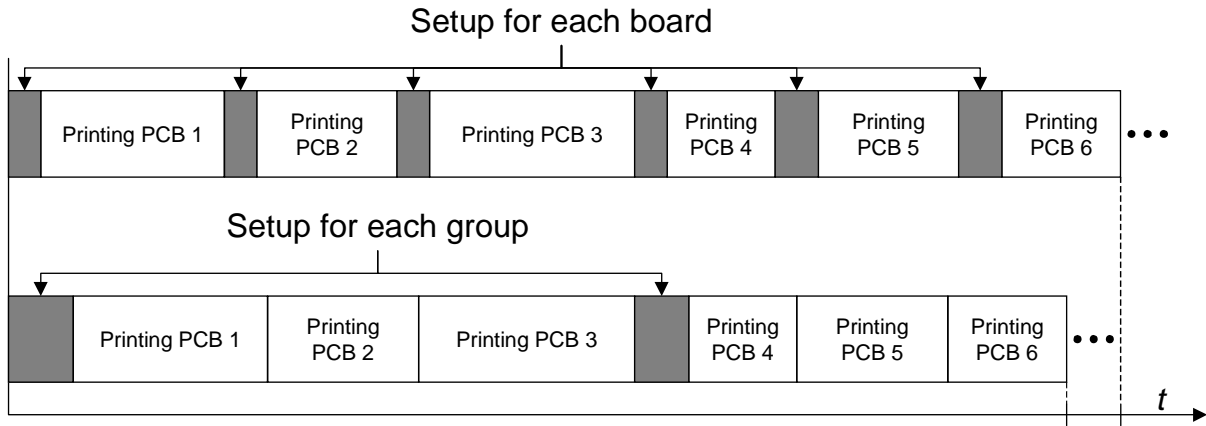 Setup for each board
Printing PCB 1
Printing
PCB 2
Printing PCB 3
Printing
PCB 4
Printing
PCB 5
Printing
PCB 6
Setup for each group
Printing PCB 1
Printing
PCB 2
Printing PCB 3
Printing
PCB 4
Printing
PCB 5
Printing
PCB 6
t